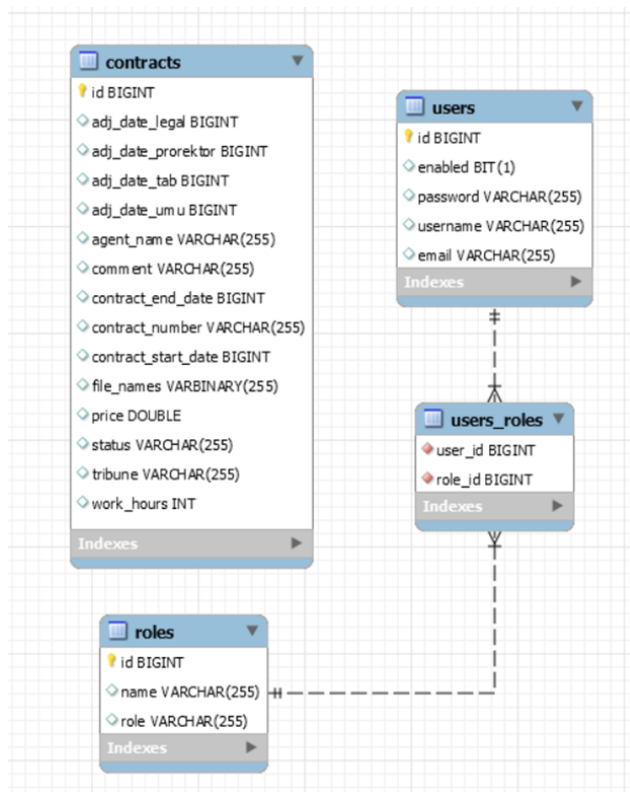 contracts
id BIGINT
adj_date_legal BIGINT
adj_date_prorektor BIGINT
adj_date_tab BIGINT
adj_date_umu BIGINT
agent_name VARCHAR(255)
comment VARCHAR(255)
contract_end_date BIGINT
contract_number VARCHAR(255)
contract_start_date BIGINT
file_names VARBINARY(255)
price DOUBLE
status VARCHAR(255)
tribune VARCHAR(255)
work_hours INT
Indexes
users
id BIGINT
enabled BIT(1)
password VARCHAR(255)
username VARCHAR(255)
email VARCHAR(255)
Indexes
users_roles
user_id BIGINT
role_id BIGINT
Indexes
roles
id BIGINT
name VARCHAR(255)
role VARCHAR(255)
Indexes